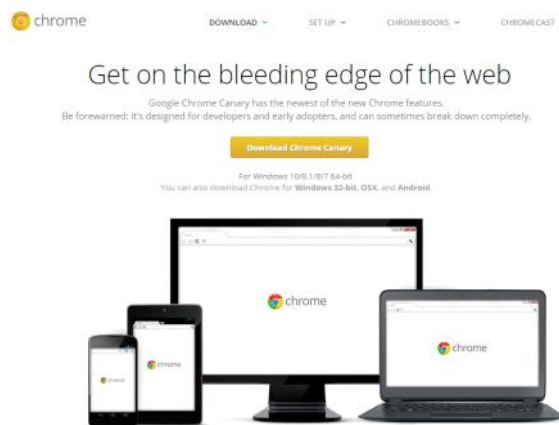 chrome
DOWNLOAD SET UP CHROMEBOOKS CHROMECAST
Get on the bleeding edge of the web
Google Chrome Canary has the newest of the new Chrome features.
Be forewarned: it's designed for developers and early adopters, and can sometimes break down completely.
Download Chrome Canary
For Windows 10/8.1/8/7 64-bit
You can also download Chrome for Windows 32-bit, OSX, and Android.
chrome
chrome
chrome
chrome